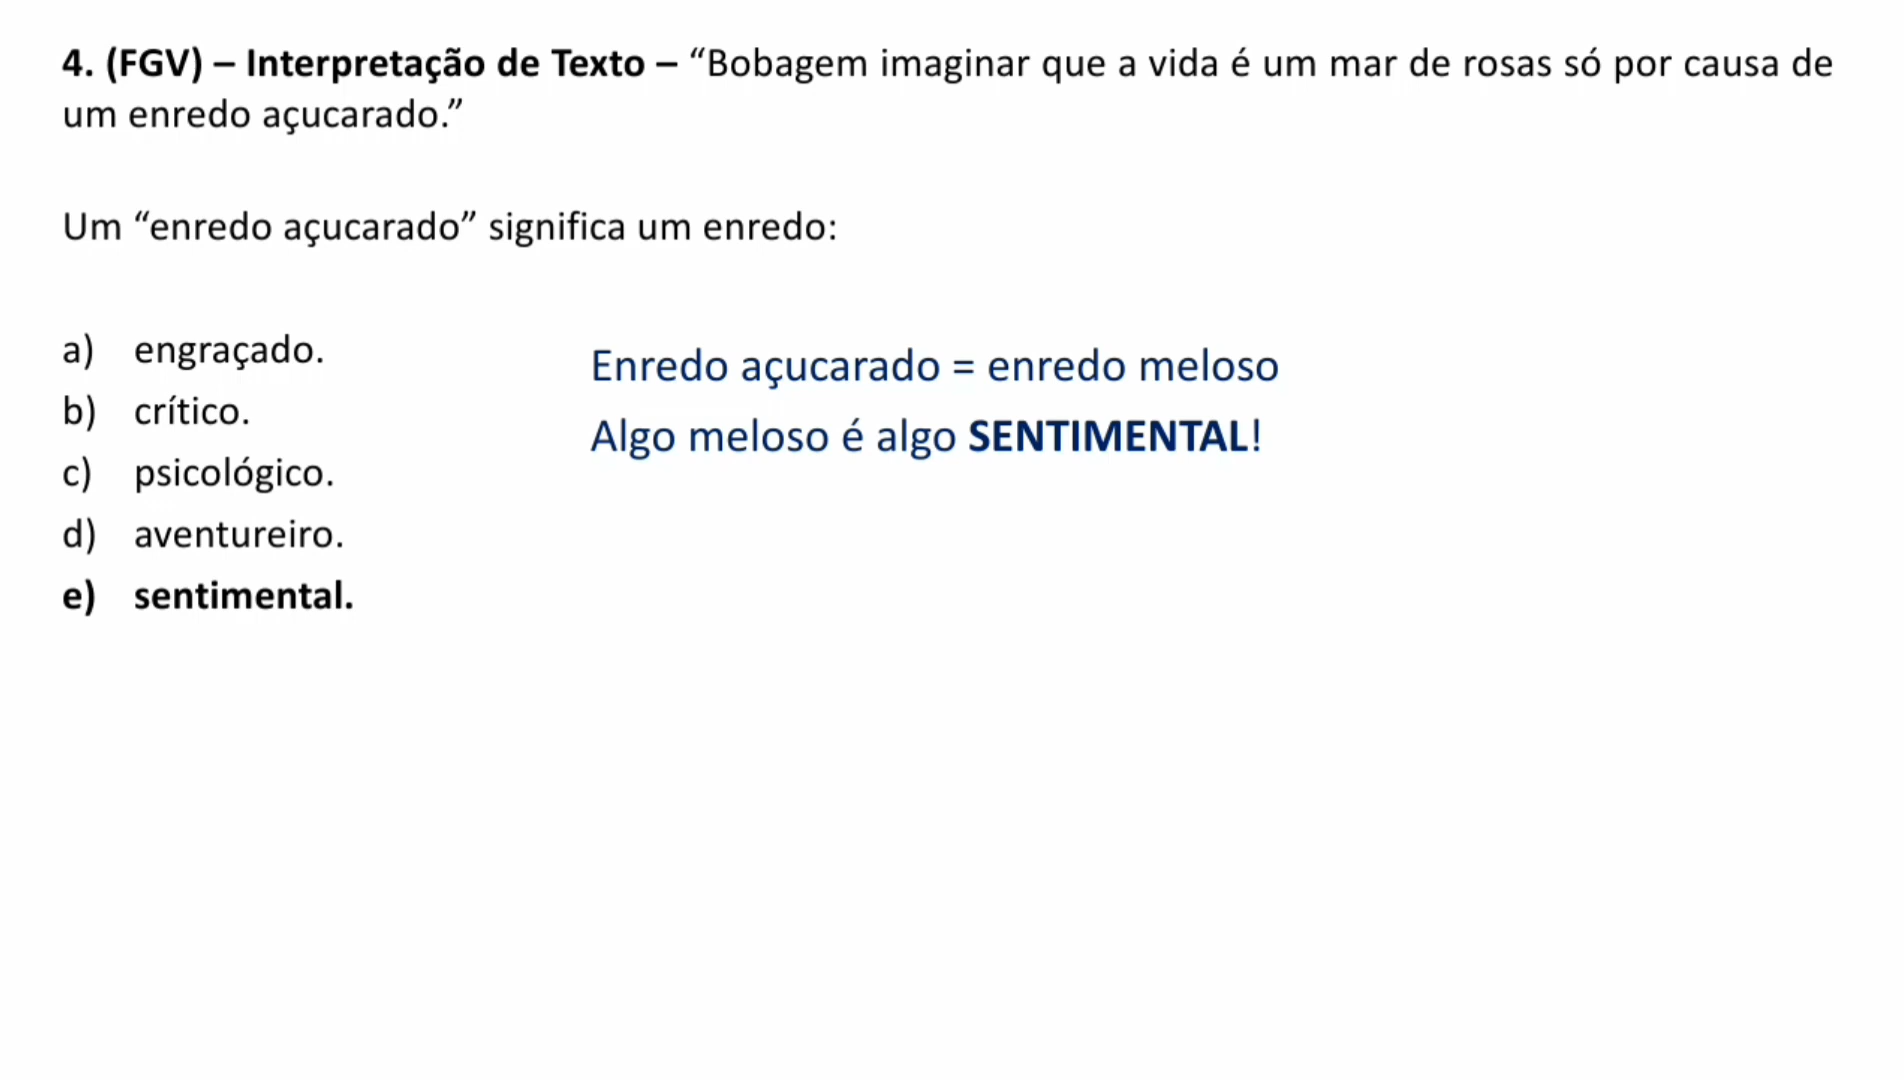 4. (FGV) – Interpretação de Texto – “Bobagem imaginar que a vida é um mar de rosas só por causa de
um enredo açucarado.”
Um “enredo açucarado” significa um enredo:
a) engraçado.
b) crítico.
c) psicológico.
d) aventureiro.
e) sentimental.
Enredo açucarado = enredo meloso
Algo meloso é algo SENTIMENTAL!